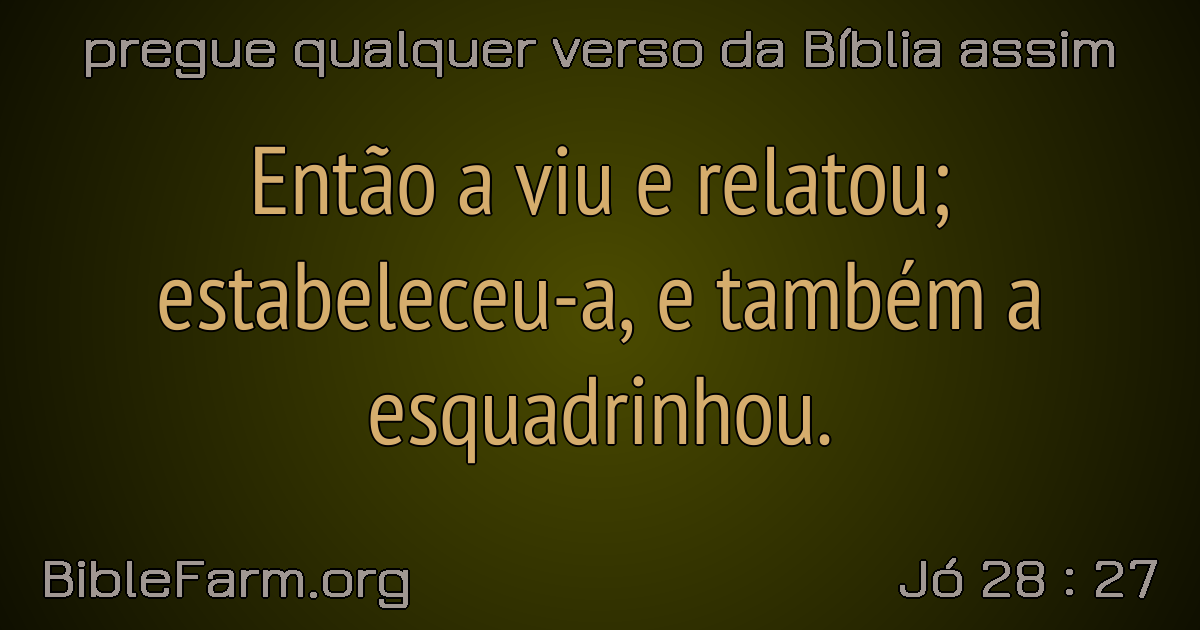 pregue qualquer verso da Bíblia assim
Então a viu e relatou;
estabeleceu-a, e também a
esquadrinhou.
BibleFarm.org
Jó 28 : 27